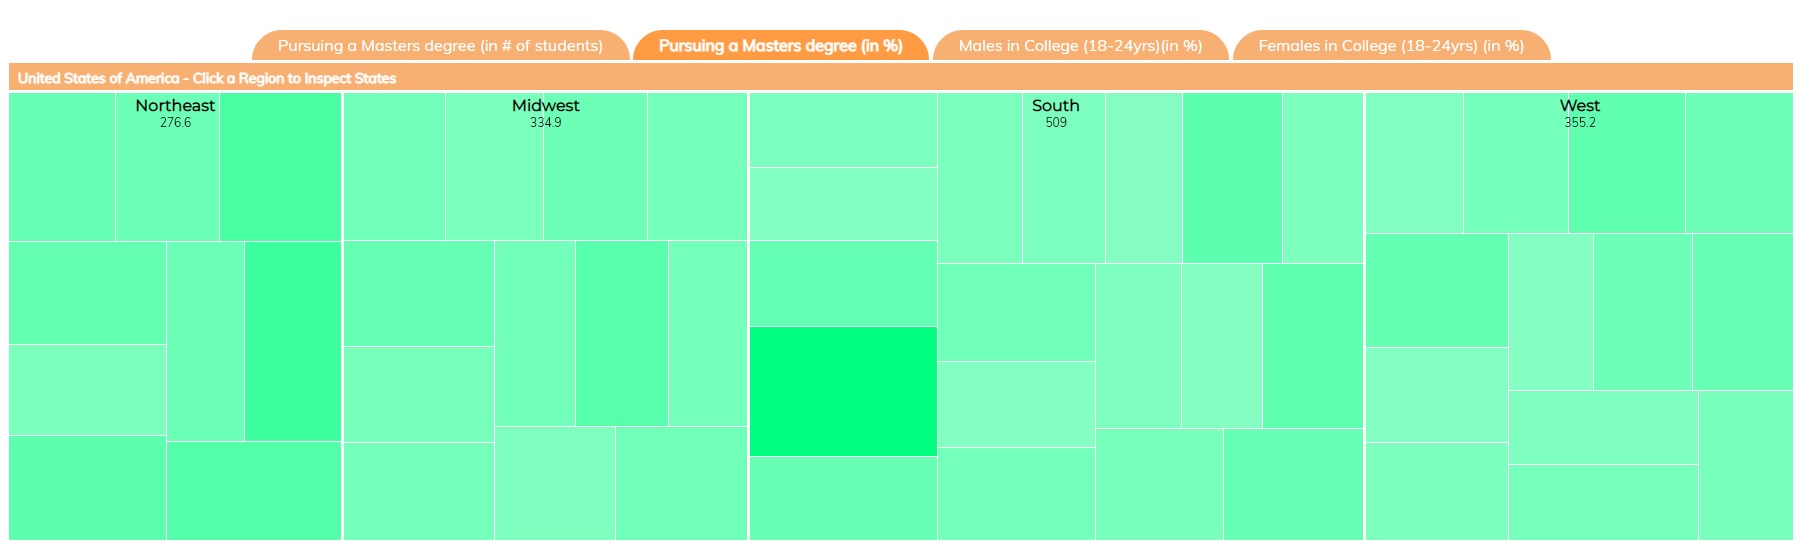 Pursuing a Masters degree (in # of students)
Pursuing a Masters degree (in %)
Males in College (18-24yrs)(in %)
Females in College (18-24yrs) (in %)
United States of America - Click a Region to Inspect States
Northeast
276.6
Midwest
334.9
South
509
West
355.2